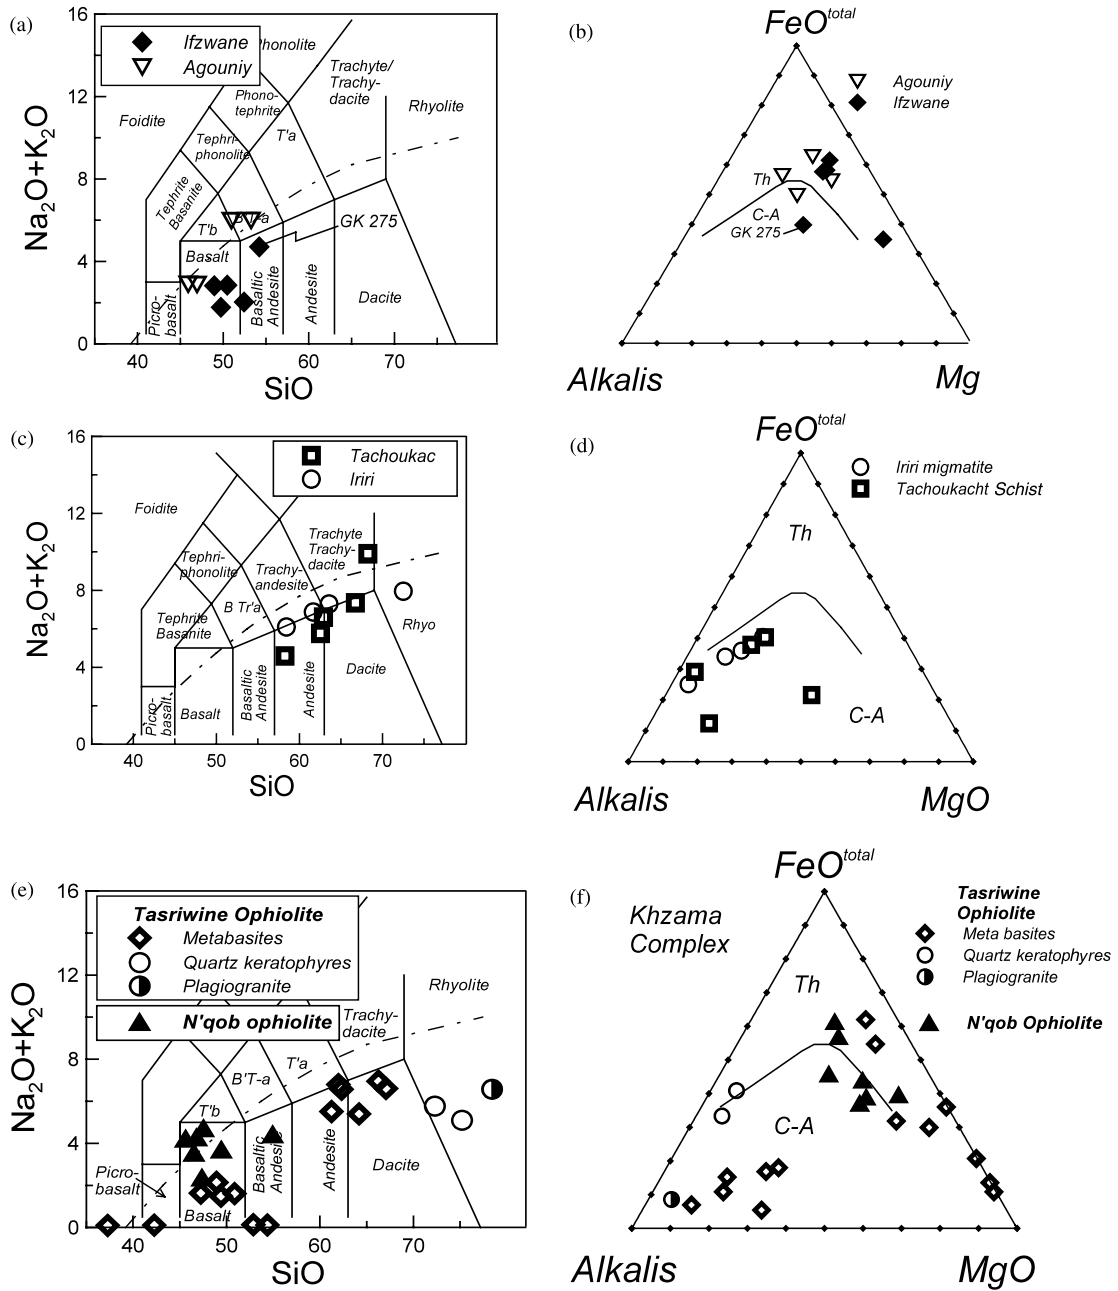 (a)
16
12
8
4
0
Na2O+K2O
40
50
60
70
SiO
Ifzwane
Agouniy
Phonolite
Trachyte/
Trachy-
dacite
Rhyolite
Foidite
Phono-
tephrite
T'a
Tephri-
phonolite
Tephrite
Basanite
T'b
GK 275
Basalt
Picro-
basalt
Basaltic
Andesite
Andesite
Dacite
(b)
FeOtotal
Agouniy
Ifzwane
Th
C-A
GK 275
Alkalis
Mg
(c)
16
12
8
4
0
Na2O+K2O
40
50
60
70
SiO
Tachoukac
Iriri
Foidite
Trachyte
Trachy-
dacite
Tephri-
phonolite
Trachy-
andesite
B Tr'a
Tephrite
Basanite
Rhyo
Picro-
basalt
Basalt
Basaltic
Andesite
Andesite
Dacite
(d)
FeOtotal
Iriri migmatite
Tachoukacht Schist
Th
C-A
Alkalis
MgO
(e)
16
12
8
4
0
Na2O+K2O
40
50
60
70
SiO
Tasriwine Ophiolite
Metabasites
Quartz keratophyres
Plagiogranite
N'qob ophiolite
Rhyolite
Trachy-
dacite
T'a
B'T-a
T'b
Picro-
basalt
Basalt
Basaltic
Andesite
Andesite
Dacite
(f)
FeOtotal
Khzama
Complex
Tasriwine
Ophiolite
Meta basites
Quartz keratophyres
Plagiogranite
N'qob Ophiolite
Th
C-A
Alkalis
MgO